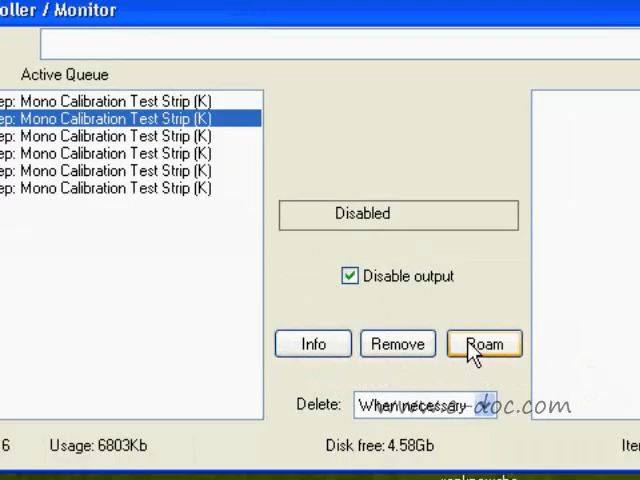 oller / Monitor
Active Queue
ep: Mono Calibration Test Strip (K)
ep: Mono Calibration Test Strip (K)
ep: Mono Calibration Test Strip (K)
ep: Mono Calibration Test Strip (K)
ep: Mono Calibration Test Strip (K)
ep: Mono Calibration Test Strip (K)
Disabled
Disable output
Info Remove Roam
Delete: When necessary
www.a-doc.com
6 Usage: 6803Kb Disk free: 4.58Gb Iter